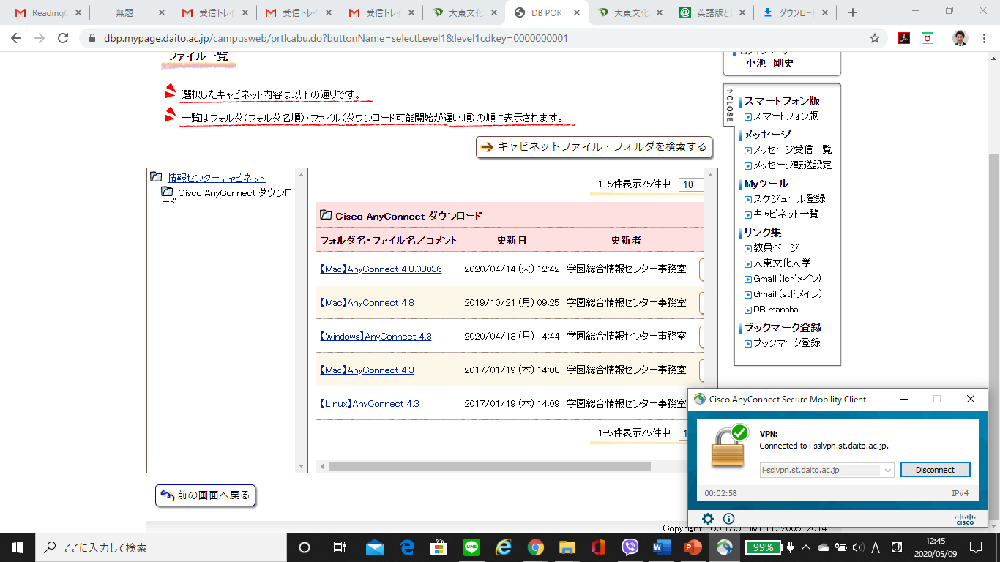 ReadingC
無題
受信トレイ
受信トレイ
受信トレイ
大東文化
DB PORT
大東文化
英語版と
ダウンロート
dbp.mypage.daito.ac.jp/campusweb/prtlcabu.do?buttonName=selectLevel1&level1cdkey=0000000001
ファイル一覧
選択したキャビネット内容は以下の通りです。
一覧はフォルダ(フォルダ名順)・ファイル(ダウンロード可能開始が遅い順)の順に表示されます。
キャビネットファイル・フォルダを検索する
情報センターキャビネット
Cisco AnyConnect ダウンロ
ード
1-5件表示/5件中 10
Cisco AnyConnect ダウンロード
フォルダ名・ファイル名／コメント 更新日 更新者
【Mac】AnyConnect 4.8.03036 2020/04/14 (火) 12:42 学園総合情報センター事務室
【Mac】AnyConnect 4.8 2019/10/21 (月) 09:25 学園総合情報センター事務室
【Windows】AnyConnect 4.3 2020/04/13 (月) 14:44 学園総合情報センター事務室
【Mac】AnyConnect 4.3 2017/01/19 (木) 14:08 学園総合情報センター事務室
【Linux】AnyConnect 4.3 2017/01/19 (木) 14:09 学園総合情報センター事務室
1-5件表示/5件中 1
前の画面へ戻る
小池 剛史
CLOSE
スマートフォン版
スマートフォン版
メッセージ
メッセージ受信一覧
メッセージ転送設定
Myツール
スケジュール登録
キャビネット一覧
リンク集
教員ページ
大東文化大学
Gmail (icドメイン)
Gmail (stドメイン)
DB manaba
ブックマーク登録
ブックマーク登録
Cisco AnyConnect Secure Mobility Client
VPN:
Connected to i-sslvpn.st.daito.ac.jp.
i-sslvpn.st.daito.ac.jp Disconnect
00:02:58 IPv4
CISCO
Copyright FUJITSU LIMITED 2005-2014
ここに入力して検索
LINE
99%
A
12:45
2020/05/09